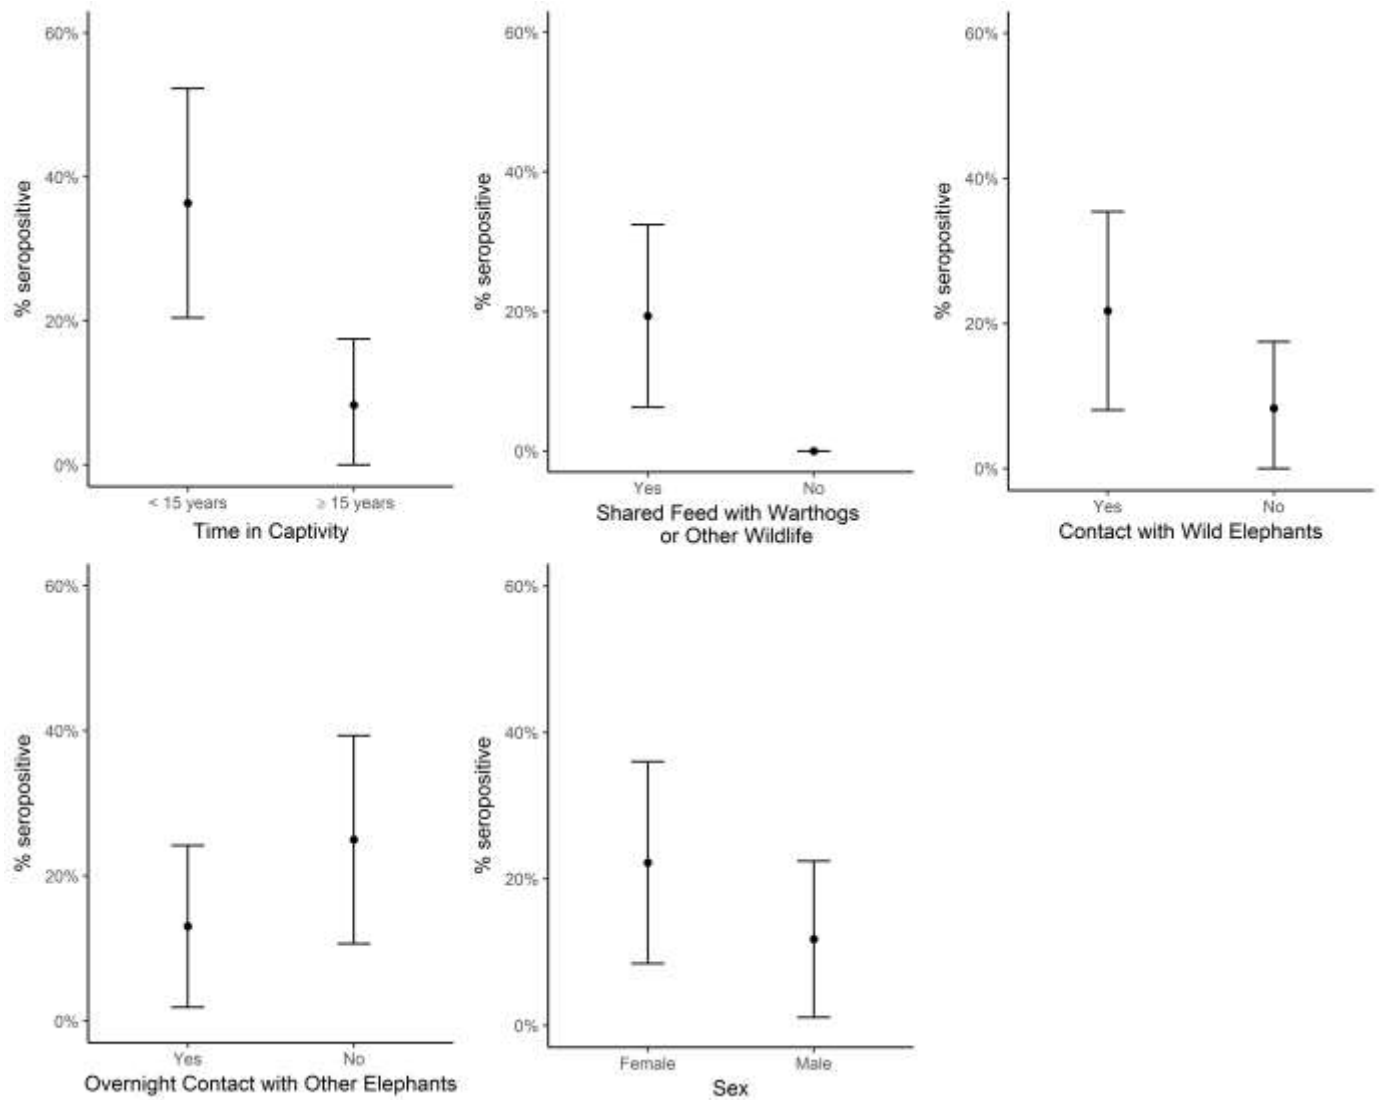 60%
40%
20%
0%
% seropositive
< 15 years
≥ 15 years
Time in Captivity
60%
40%
20%
0%
% seropositive
Yes
No
Shared Feed with Warthogs
or Other Wildlife
60%
40%
20%
0%
% seropositive
Yes
No
Contact with Wild Elephants
60%
40%
20%
0%
% seropositive
Yes
No
Overnight Contact with Other Elephants
60%
40%
20%
0%
% seropositive
Female
Male
Sex